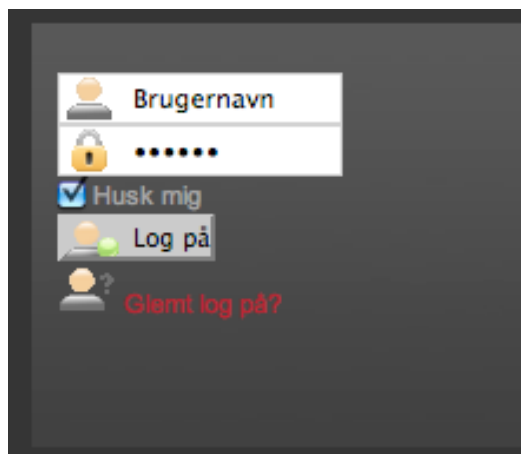 Brugernavn
••••••
Husk mig
Log på
? Glemt log på?